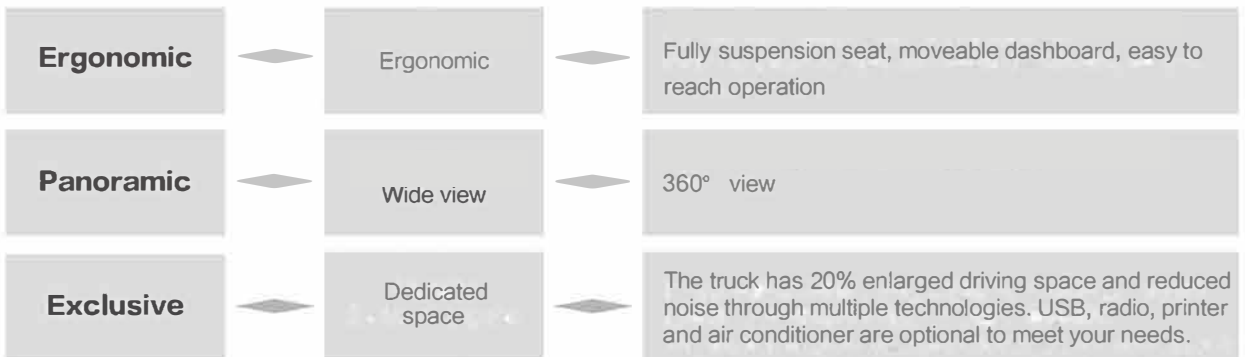 Ergonomic
Ergonomic
Fully suspension seat, moveable dashboard, easy to
reach operation
Panoramic
Wide view
360° view
Exclusive
Dedicated
space
The truck has 20% enlarged driving space and reduced
noise through multiple technologies. USB, radio, printer
and air conditioner are optional to meet your needs.